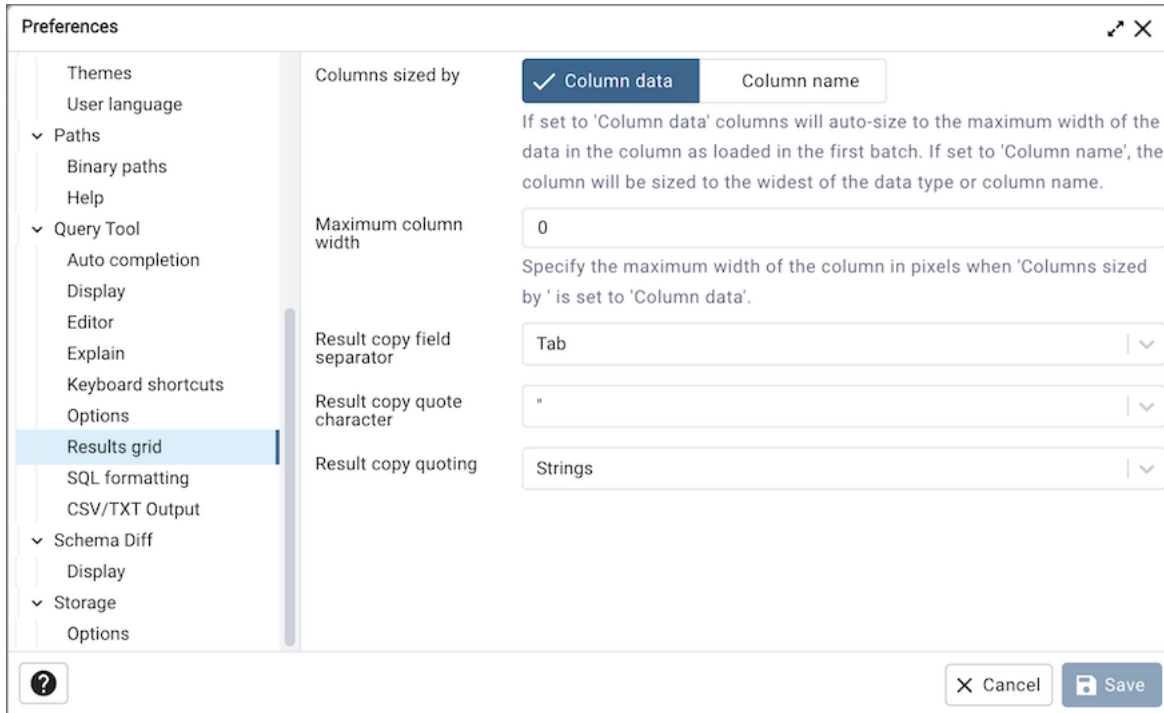 Preferences
Themes
User language
Paths
Binary paths
Help
Query Tool
Auto completion
Display
Editor
Explain
Keyboard shortcuts
Options
Results grid
SQL formatting
CSV/TXT Output
Schema Diff
Display
Storage
Options
Columns sized by
Column data
Column name
If set to 'Column data' columns will auto-size to the maximum width of the
data in the column as loaded in the first batch. If set to 'Column name', the
column will be sized to the widest of the data type or column name.
Maximum column
width
0
Specify the maximum width of the column in pixels when 'Columns sized
by ' is set to 'Column data'.
Result copy field
separator
Tab
Result copy quote
character
"
Result copy quoting
Strings
?
Cancel
Save